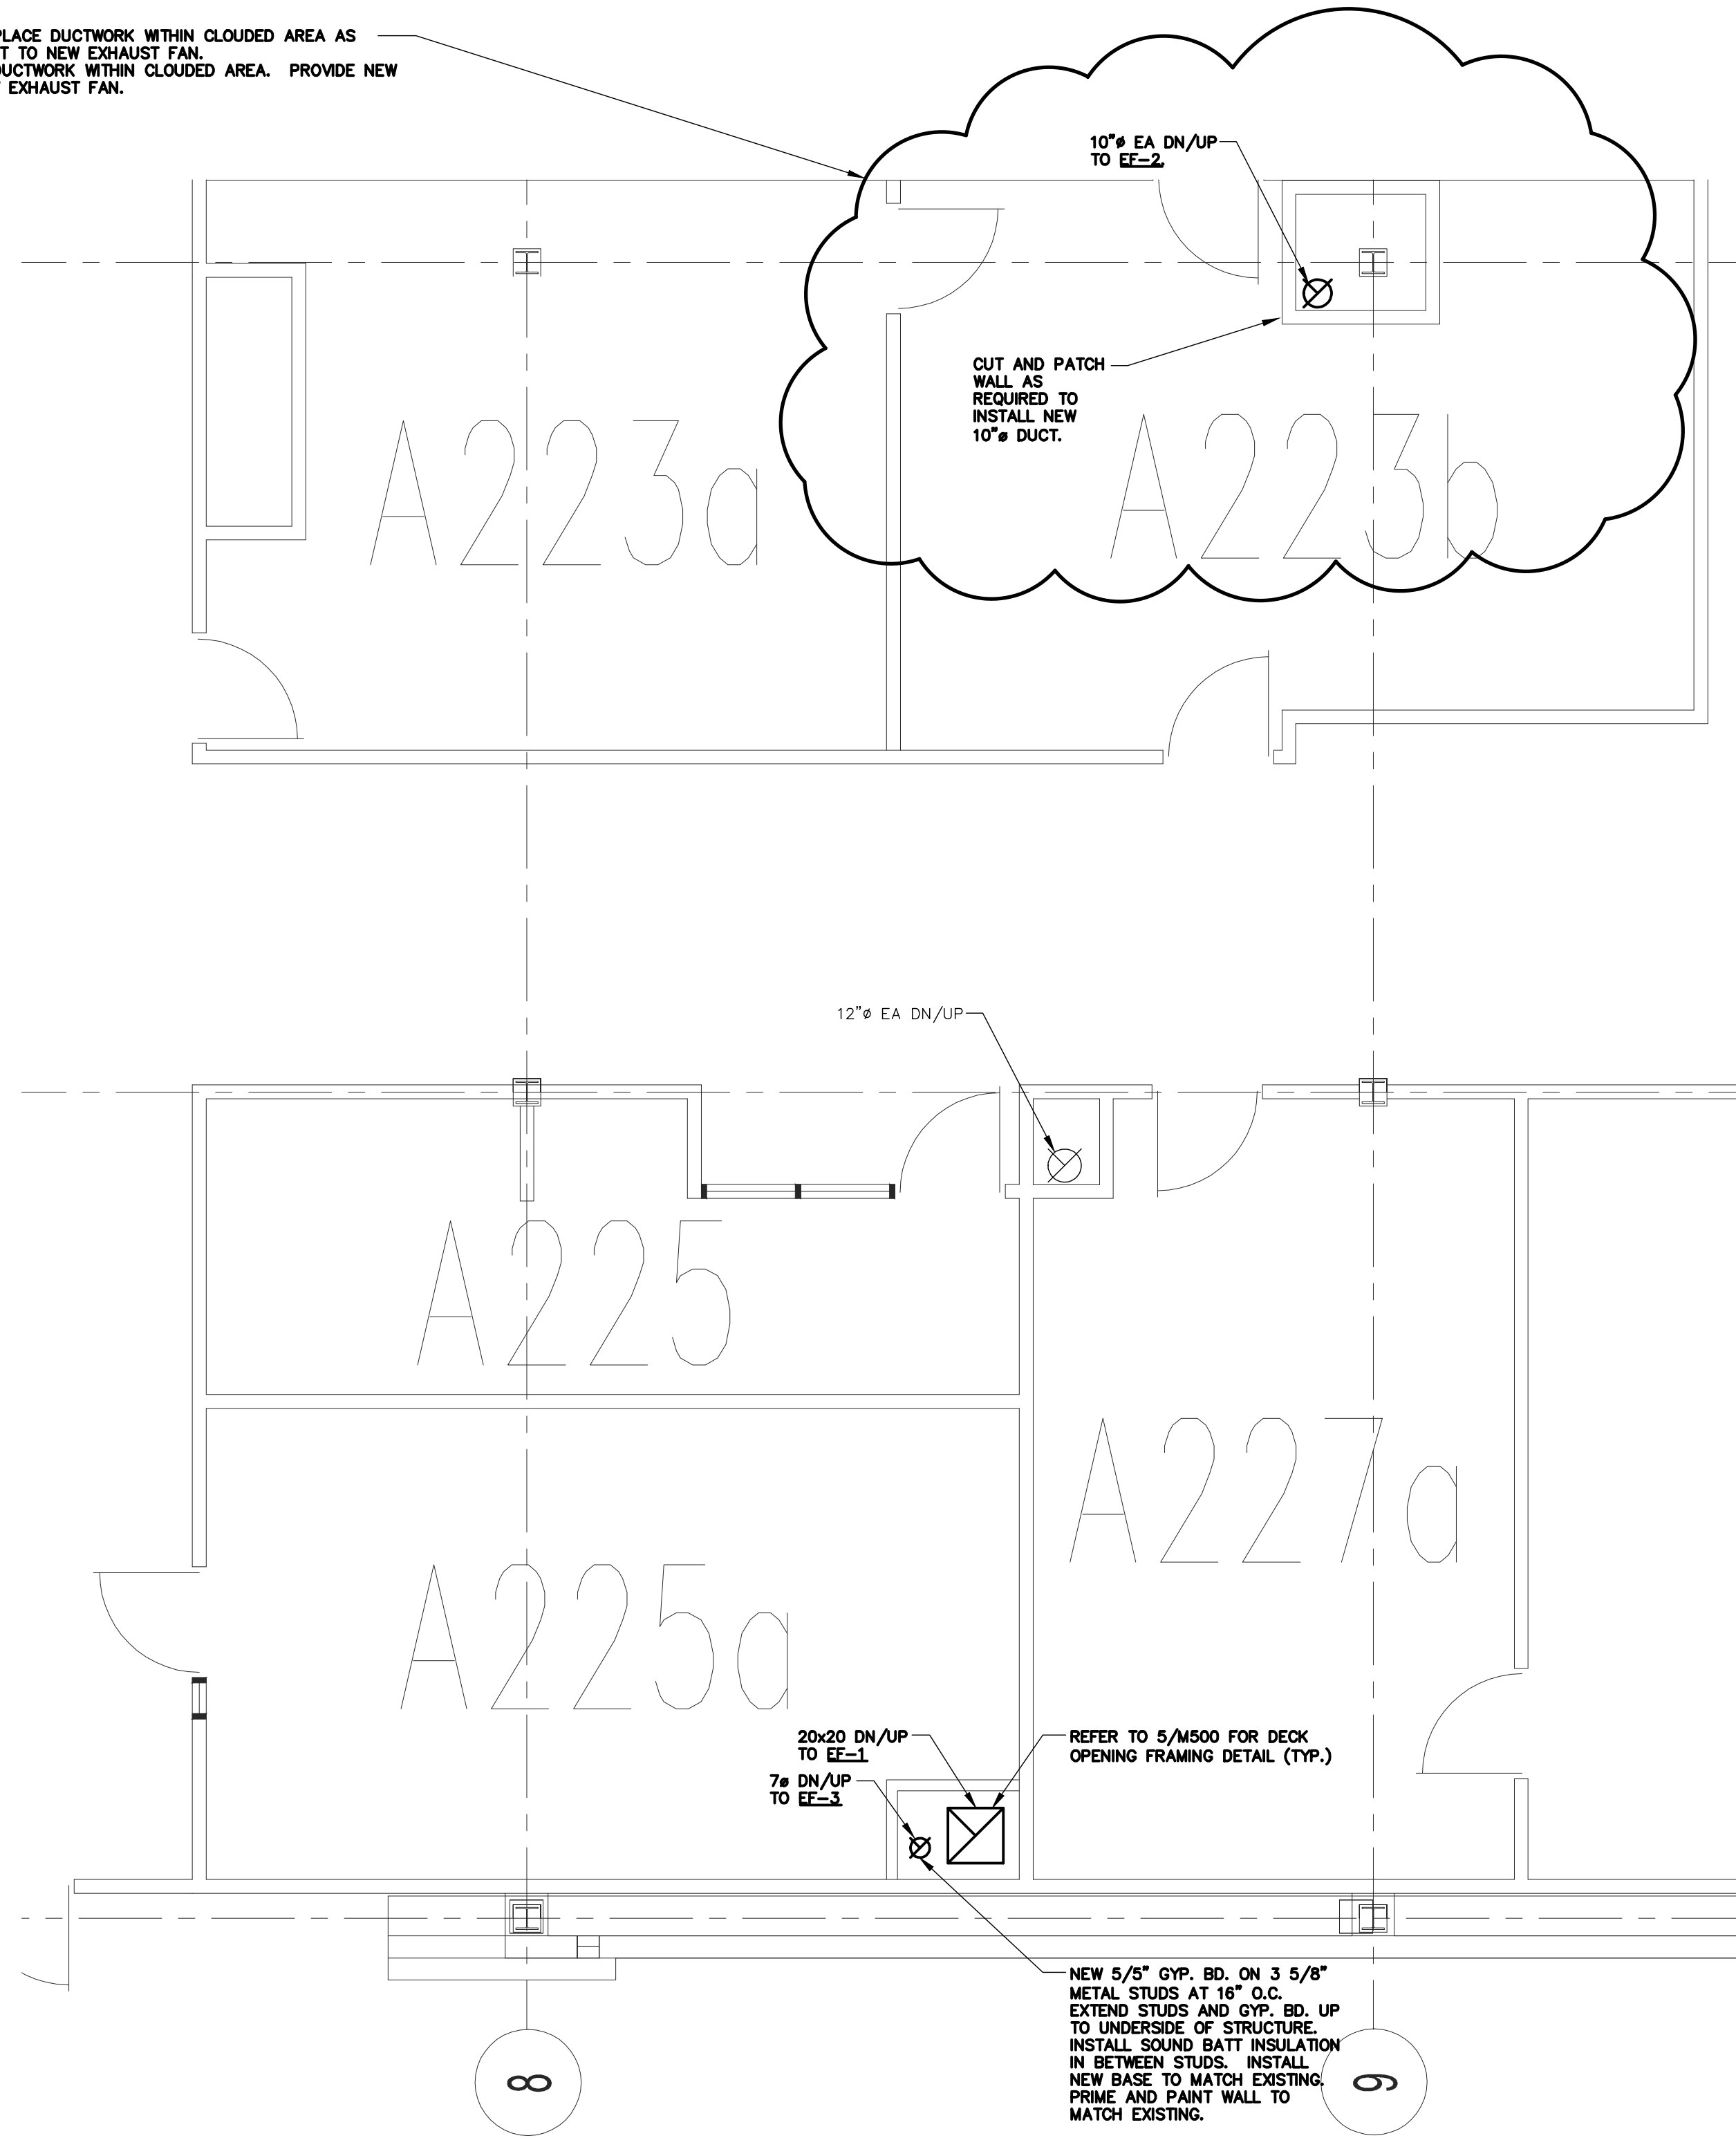 PLACE DUCTWORK WITHIN CLOUDED AREA AS
TO NEW EXHAUST FAN.
DUCTWORK WITHIN CLOUDED AREA. PROVIDE NEW
EXHAUST FAN.
10"ø EA DN/UP
TO EF-2.
CUT AND PATCH
WALL AS
REQUIRED TO
INSTALL NEW
10"ø DUCT.
A223a
A223b
12"ø EA DN/UP
A225
A227a
A225a
20x20 DN/UP
TO EF-1
REFER TO 5/M500 FOR DECK
OPENING FRAMING DETAIL (TYP.)
7ø DN/UP
TO EF-3
NEW 5/5" GYP. BD. ON 3 5/8"
METAL STUDS AT 16" O.C.
EXTEND STUDS AND GYP. BD. UP
TO UNDERSIDE OF STRUCTURE.
INSTALL SOUND BATT INSULATION
IN BETWEEN STUDS. INSTALL
NEW BASE TO MATCH EXISTING.
PRIME AND PAINT WALL TO
MATCH EXISTING.
8
9